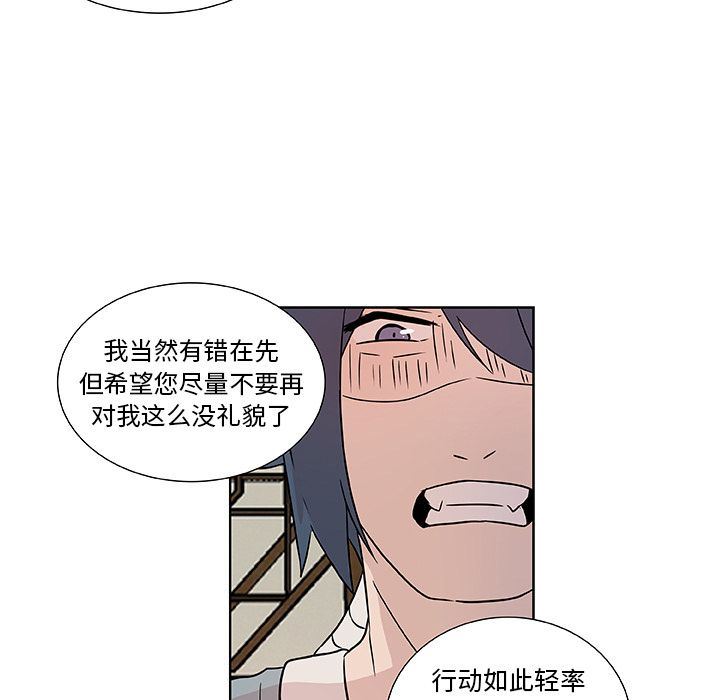 我当然有错在先
但希望您尽量不要再
对我这么没礼貌了
行动如此轻率